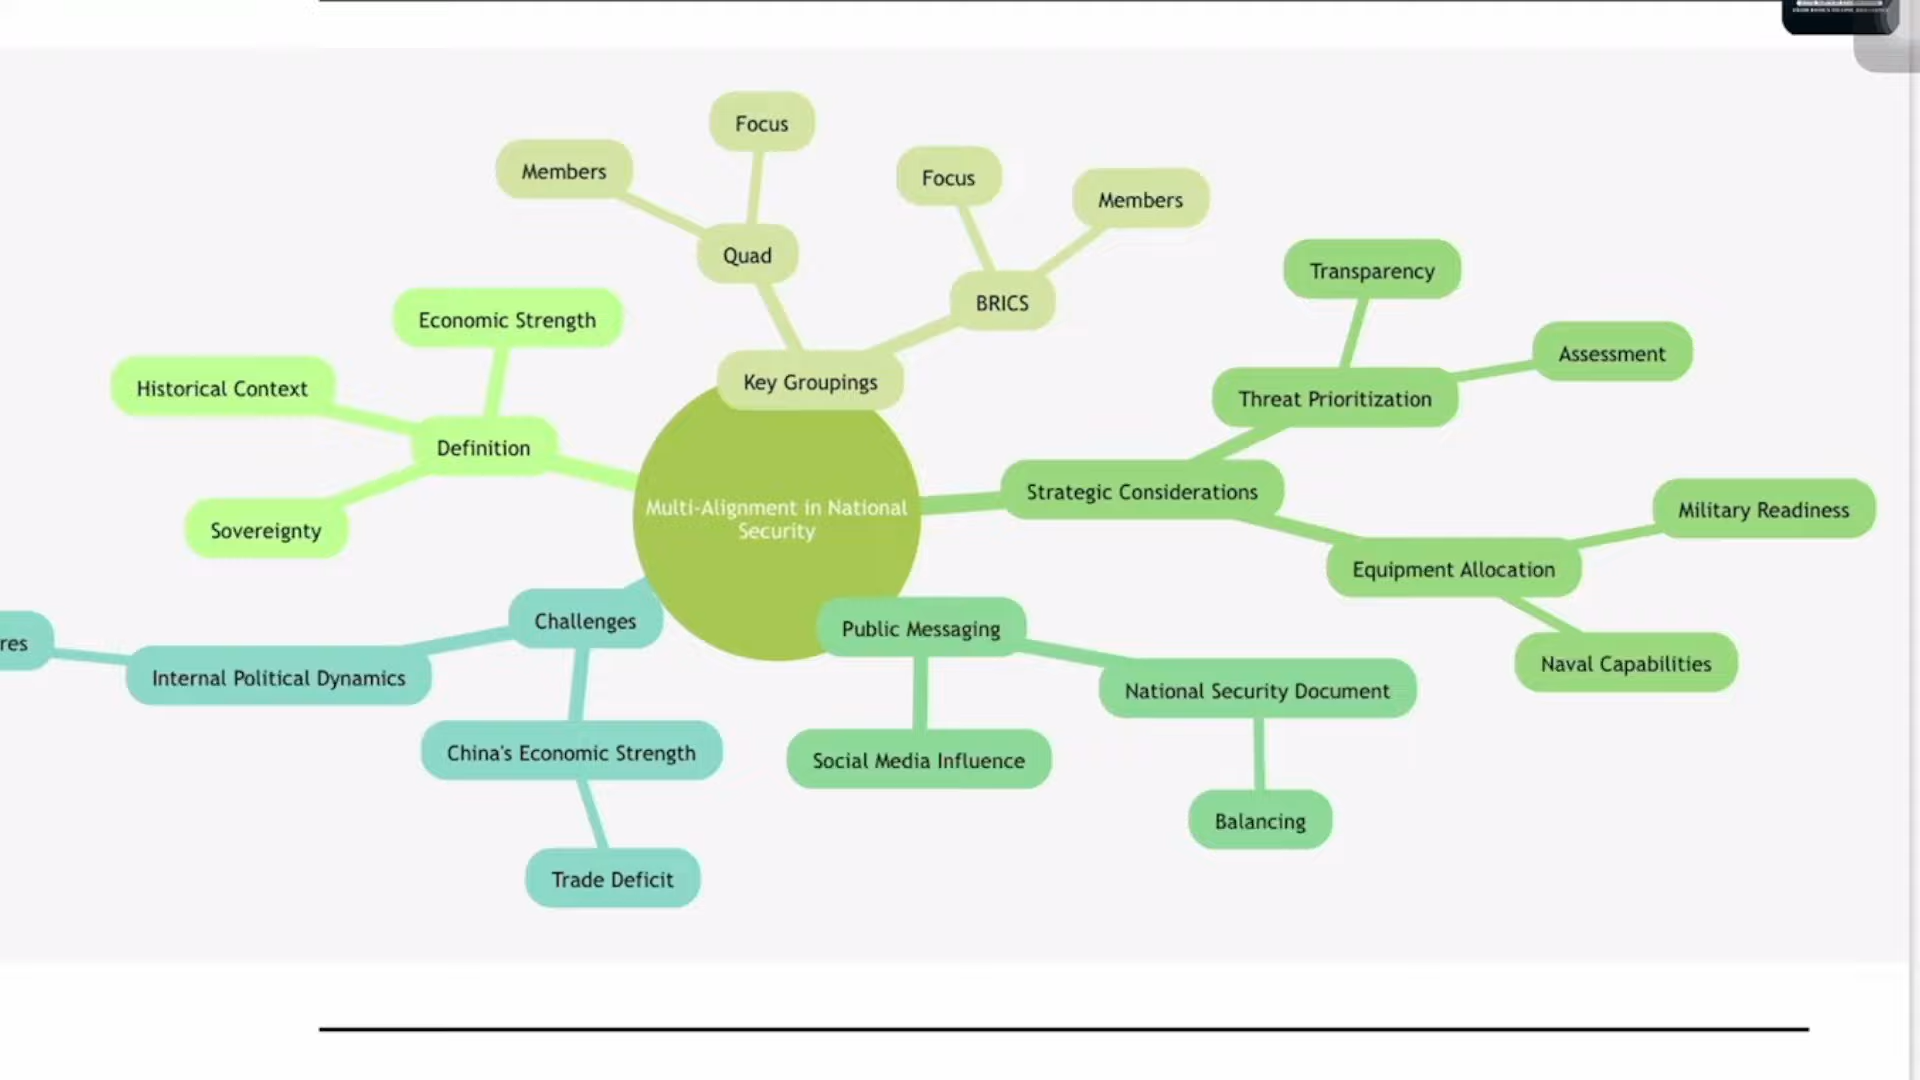 Focus
Members
Focus
Members
Quad
BRICS
Transparency
Economic Strength
Assessment
Historical Context
Key Groupings
Threat Prioritization
Definition
Strategic Considerations
Multi-Alignment in National
Security
Military Readiness
Sovereignty
Equipment Allocation
Challenges
Public Messaging
res
Internal Political Dynamics
National Security Document
Naval Capabilities
China's Economic Strength
Social Media Influence
Balancing
Trade Deficit